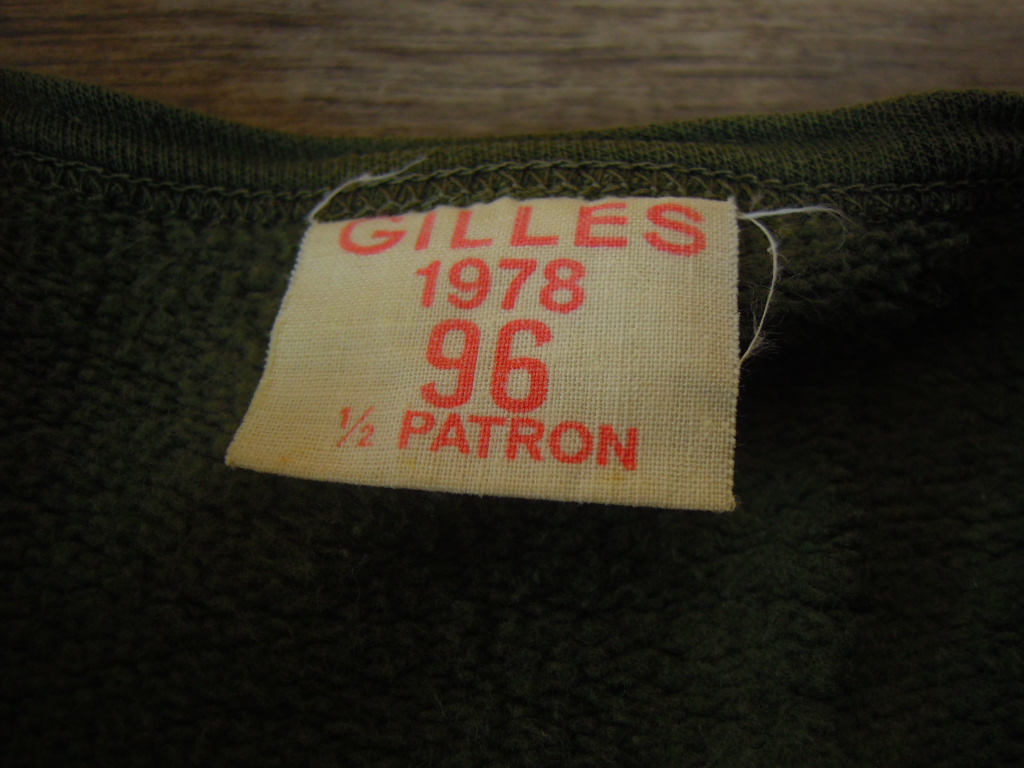 GILLES
1978
96
½ PATRON